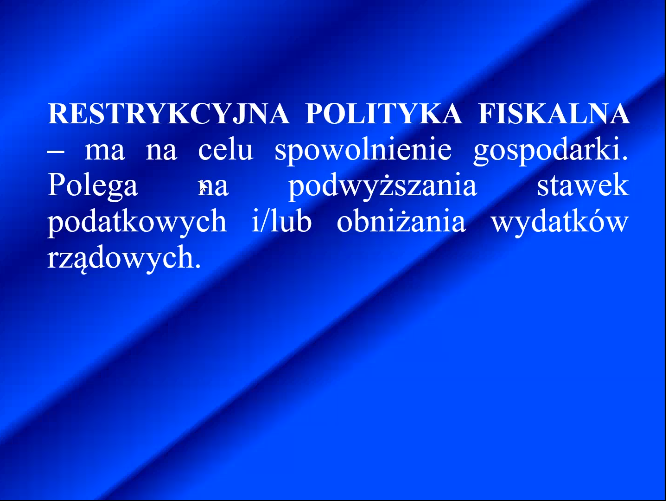 RESTRYKCYJNA POLITYKA FISKALNA
– ma na celu spowolnienie gospodarki.
Polega na podwyższania stawek
podatkowych i/lub obniżania wydatków
rządowych.